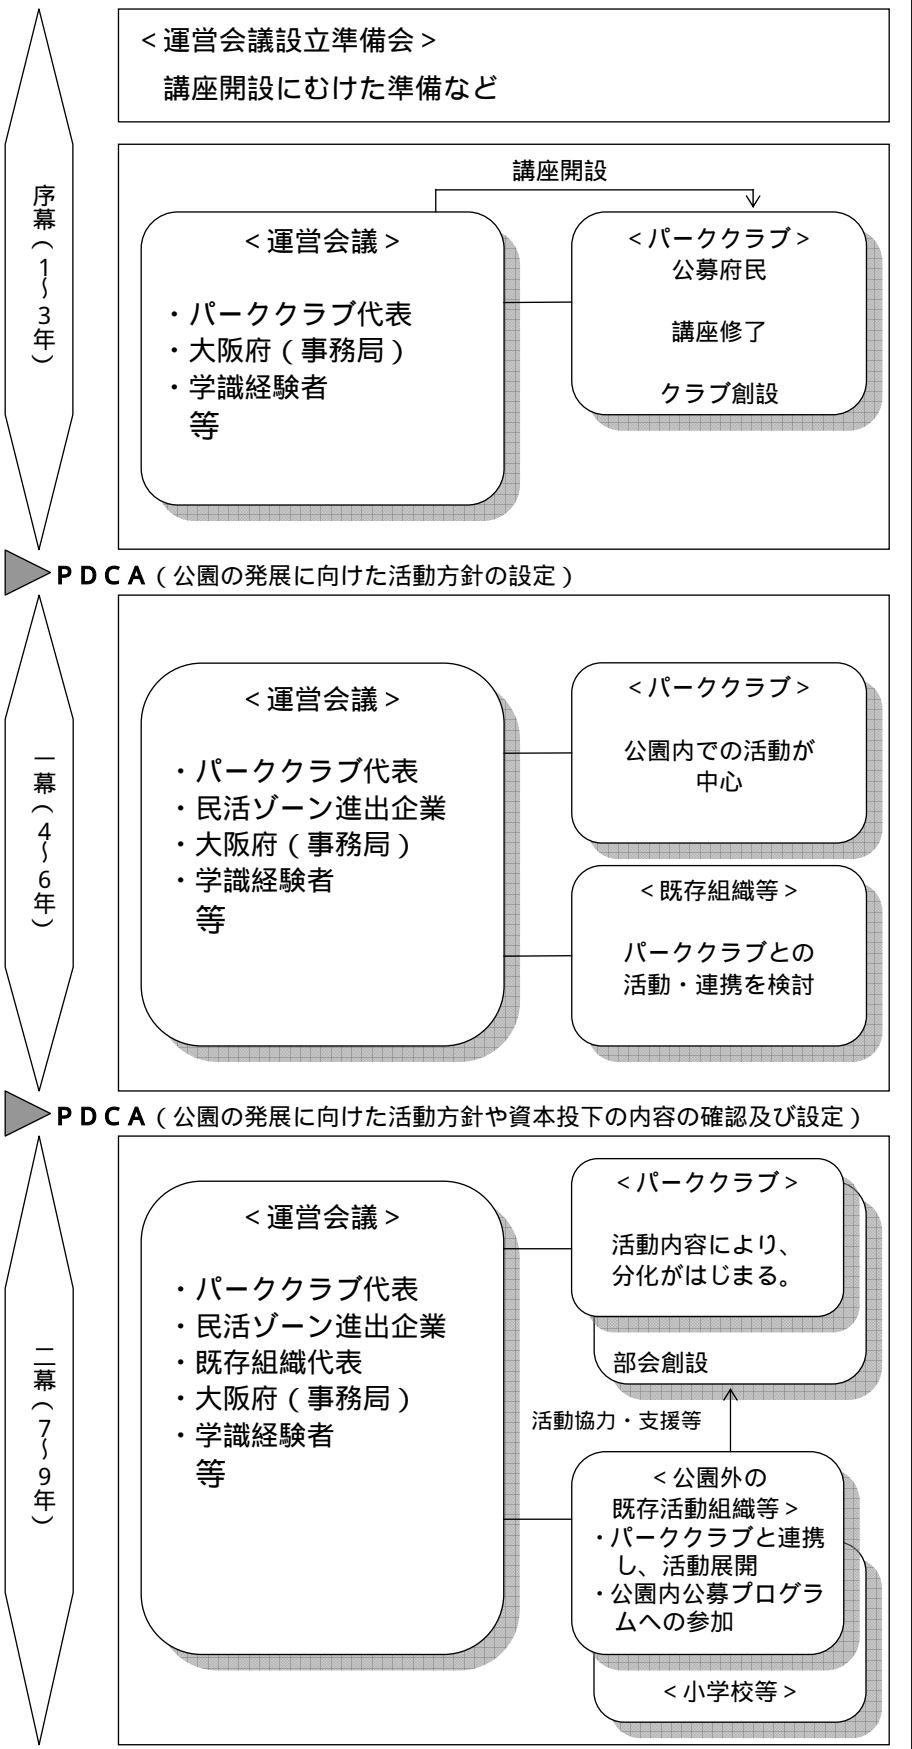 ＜運営会議設立準備会＞
講座開設にむけた準備など
序幕（1～3年）
講座開設
＜運営会議＞
・パーククラブ代表
・大阪府（事務局）
・学識経験者
等
＜パーククラブ＞
公募府民
講座修了
クラブ創設
ＰＤＣＡ（公園の発展に向けた活動方針の設定）
一幕（4～6年）
＜運営会議＞
・パーククラブ代表
・民活ゾーン進出企業
・大阪府（事務局）
・学識経験者
等
＜パーククラブ＞
公園内での活動が
中心
＜既存組織等＞
パーククラブとの
活動・連携を検討
ＰＤＣＡ（公園の発展に向けた活動方針や資本投下の内容の確認及び設定）
二幕（7～9年）
＜運営会議＞
・パーククラブ代表
・民活ゾーン進出企業
・既存組織代表
・大阪府（事務局）
・学識経験者
等
＜パーククラブ＞
活動内容により、
分化がはじまる。
部会創設
活動協力・支援等
＜公園外の
既存活動組織等＞
・パーククラブと連携
し、活動展開
・公園内公募プログラ
ムへの参加
＜小学校等＞